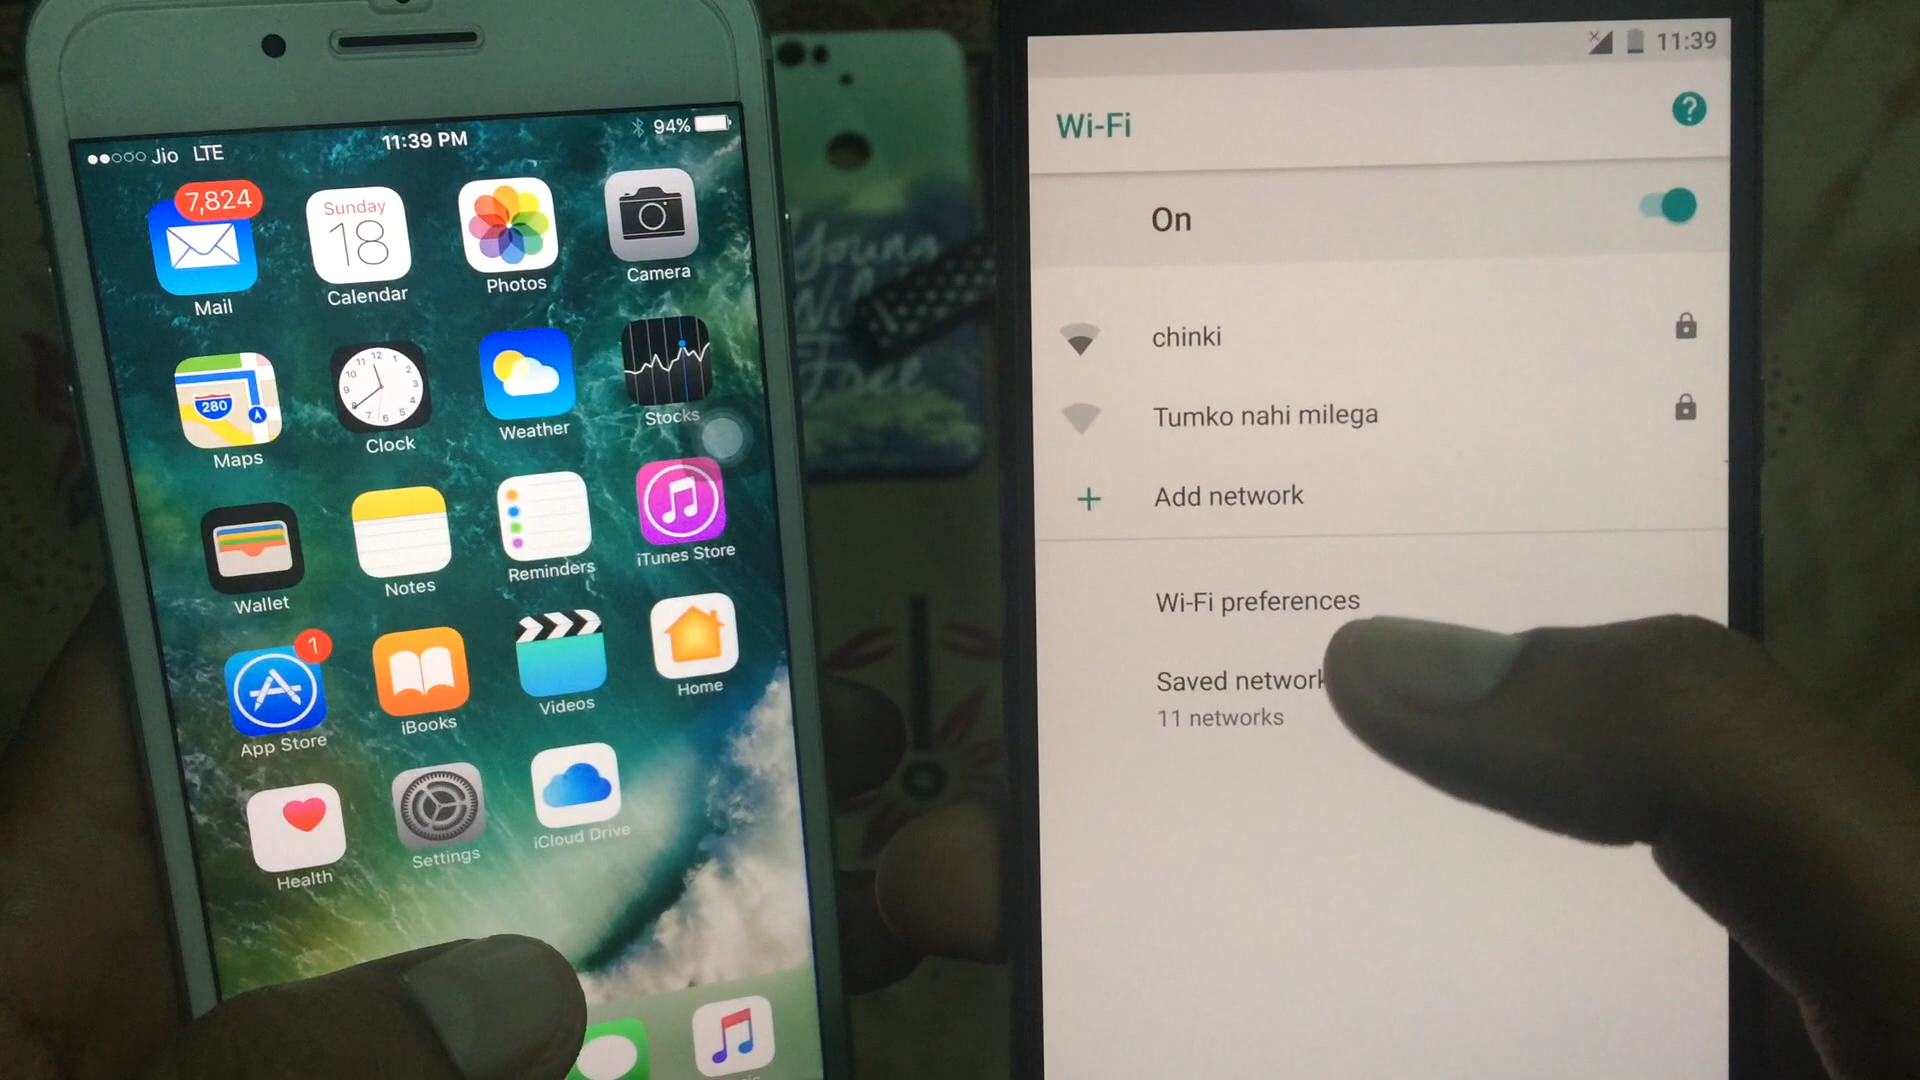 Jio LTE
11:39 PM
94%
7,824
Mail
Sunday
18
Calendar
Photos
Camera
280
Maps
Clock
Weather
Stocks
Wallet
Notes
Reminders
iTunes Store
1
App Store
iBooks
Videos
Home
Health
Settings
iCloud Drive
Young
11:39
Wi-Fi
?
On
chinki
Tumko nahi milega
+ Add network
Wi-Fi preferences
Saved network
11 networks